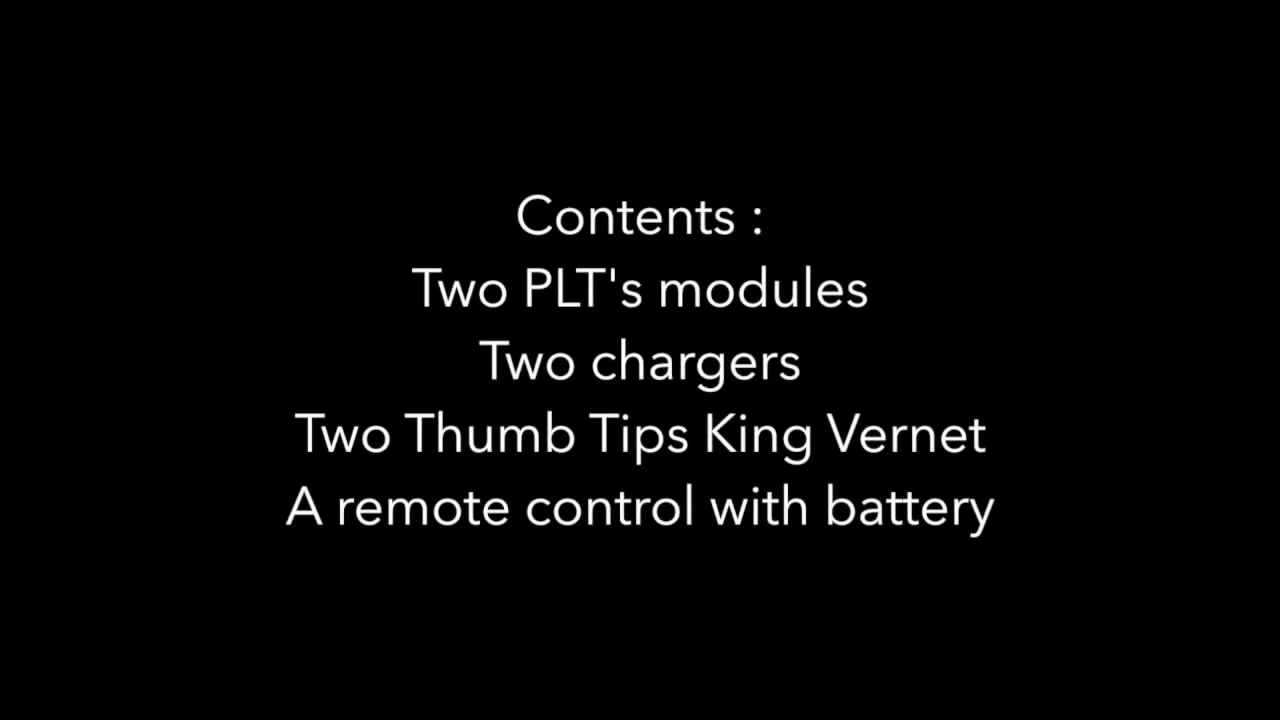 Contents :
Two PLT's modules
Two chargers
Two Thumb Tips King Vernet
A remote control with battery